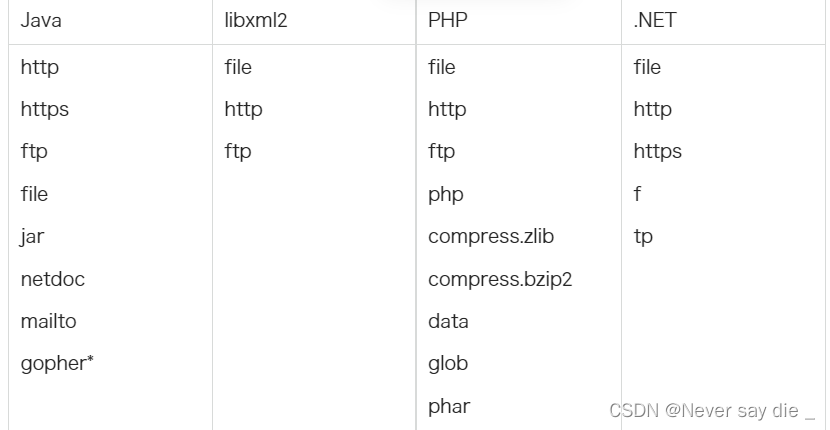 Java libxml2 PHP .NET
http file file file
https http http http
ftp ftp ftp https
file php f
jar compress.zlib tp
netdoc compress.bzip2
mailto data
gopher* glob
phar
CSDN @Never say die _